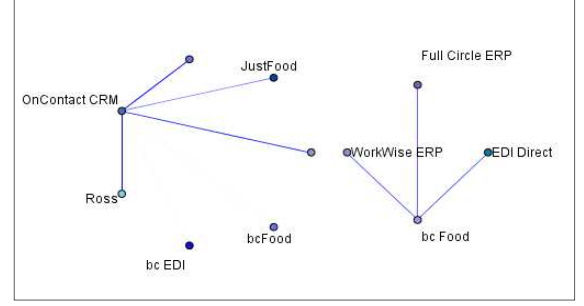 Full Circle ERP
JustFood
OnContact CRM
WorkWise ERP
EDI Direct
Ross
bcFood
bc Food
bc EDI